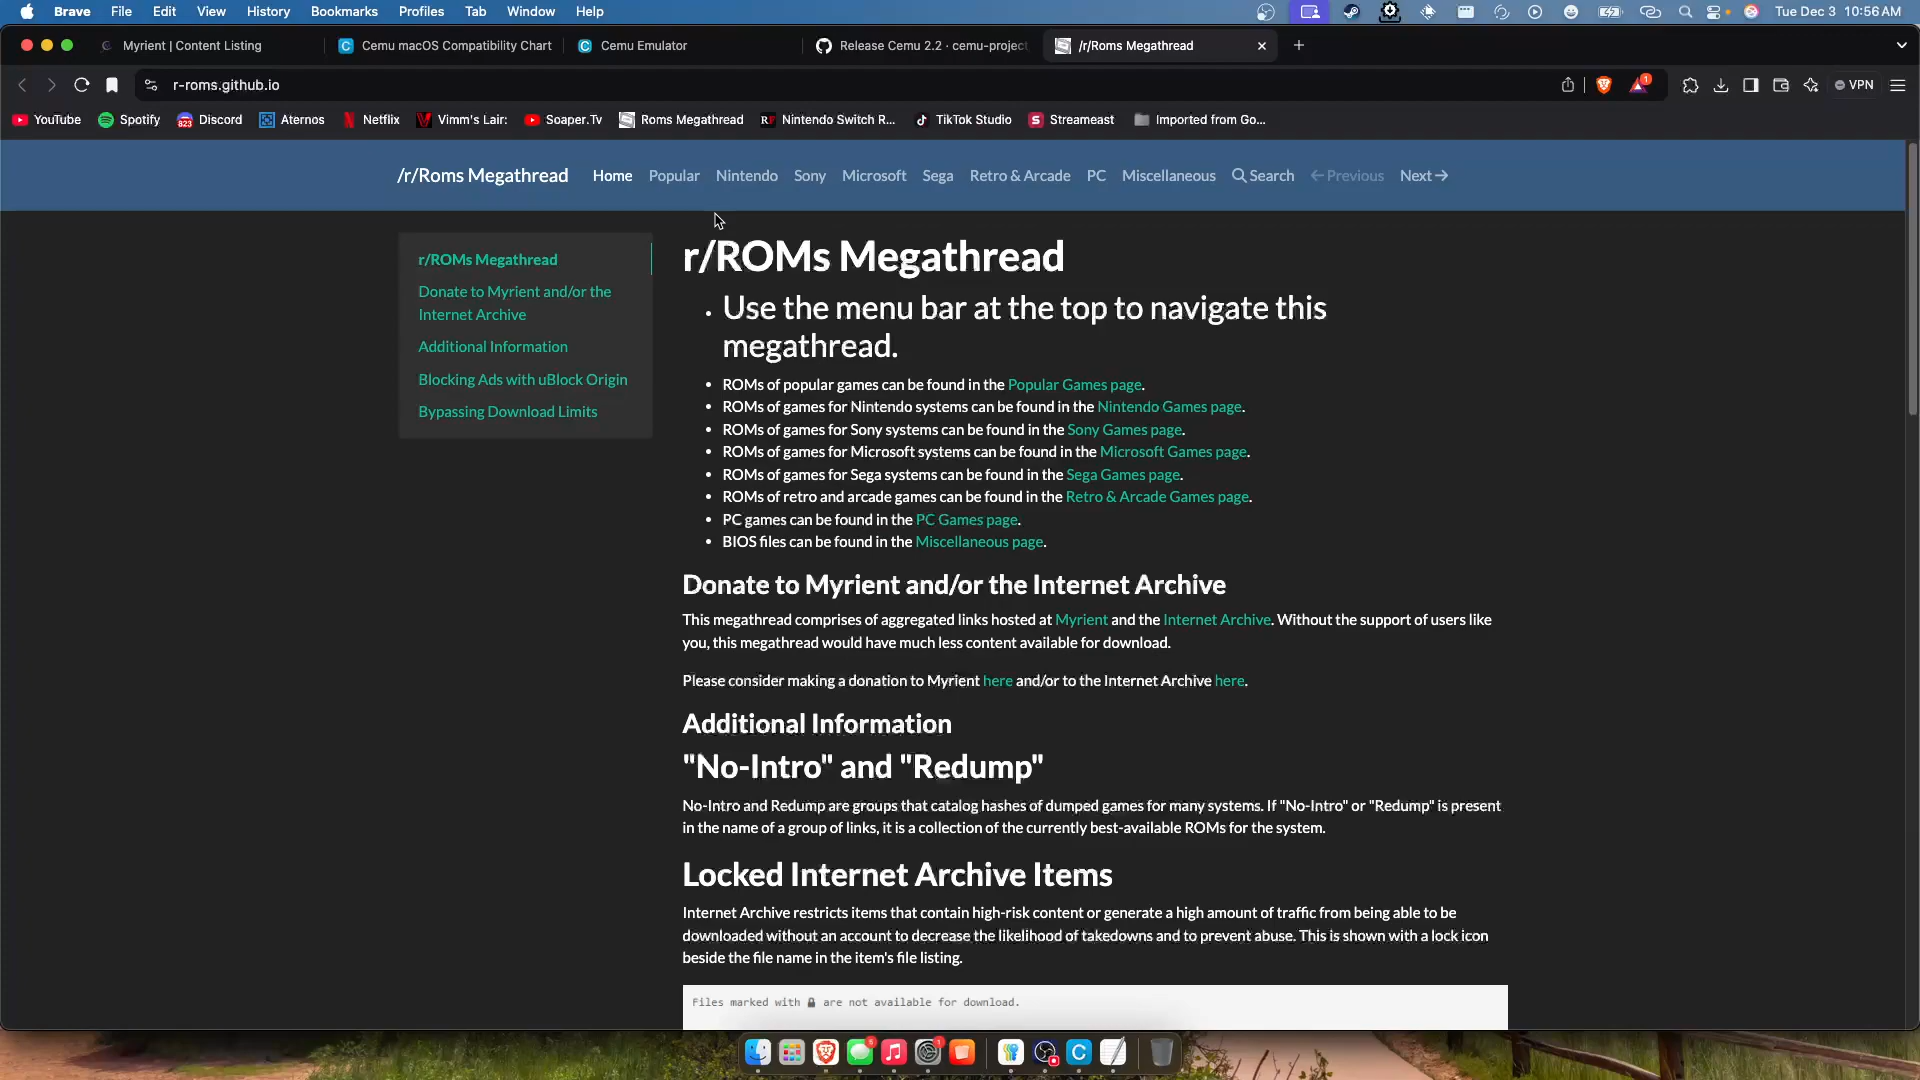 Brave File Edit View History Bookmarks Profiles Tab Window Help Tue Dec 3 10:56 AM
Myrient | Content Listing Cemu macOS Compatibility Chart Cemu Emulator Release Cemu 2.2 · cemu-project /r/Roms Megathread
r-roms.github.io 1 VPN
YouTube Spotify 823 Discord Aternos Netflix Vimm's Lair: Soaper.Tv Roms Megathread Nintendo Switch R... TikTok Studio Streameast Imported from Go...
/r/Roms Megathread Home Popular Nintendo Sony Microsoft Sega Retro & Arcade PC Miscellaneous Search Previous Next
r/ROMs Megathread
Donate to Myrient and/or the
Internet Archive
Additional Information
Blocking Ads with uBlock Origin
Bypassing Download Limits
r/ROMs Megathread
• Use the menu bar at the top to navigate this
megathread.
• ROMs of popular games can be found in the Popular Games page.
• ROMs of games for Nintendo systems can be found in the Nintendo Games page.
• ROMs of games for Sony systems can be found in the Sony Games page.
• ROMs of games for Microsoft systems can be found in the Microsoft Games page.
• ROMs of games for Sega systems can be found in the Sega Games page.
• ROMs of retro and arcade games can be found in the Retro & Arcade Games page.
• PC games can be found in the PC Games page.
• BIOS files can be found in the Miscellaneous page.
Donate to Myrient and/or the Internet Archive
This megathread comprises of aggregated links hosted at Myrient and the Internet Archive. Without the support of users like
you, this megathread would have much less content available for download.
Please consider making a donation to Myrient here and/or to the Internet Archive here.
Additional Information
"No-Intro" and "Redump"
No-Intro and Redump are groups that catalog hashes of dumped games for many systems. If "No-Intro" or "Redump" is present
in the name of a group of links, it is a collection of the currently best-available ROMs for the system.
Locked Internet Archive Items
Internet Archive restricts items that contain high-risk content or generate a high amount of traffic from being able to be
downloaded without an account to decrease the likelihood of takedowns and to prevent abuse. This is shown with a lock icon
beside the file name in the item's file listing.
Files marked with 🔒 are not available for download.